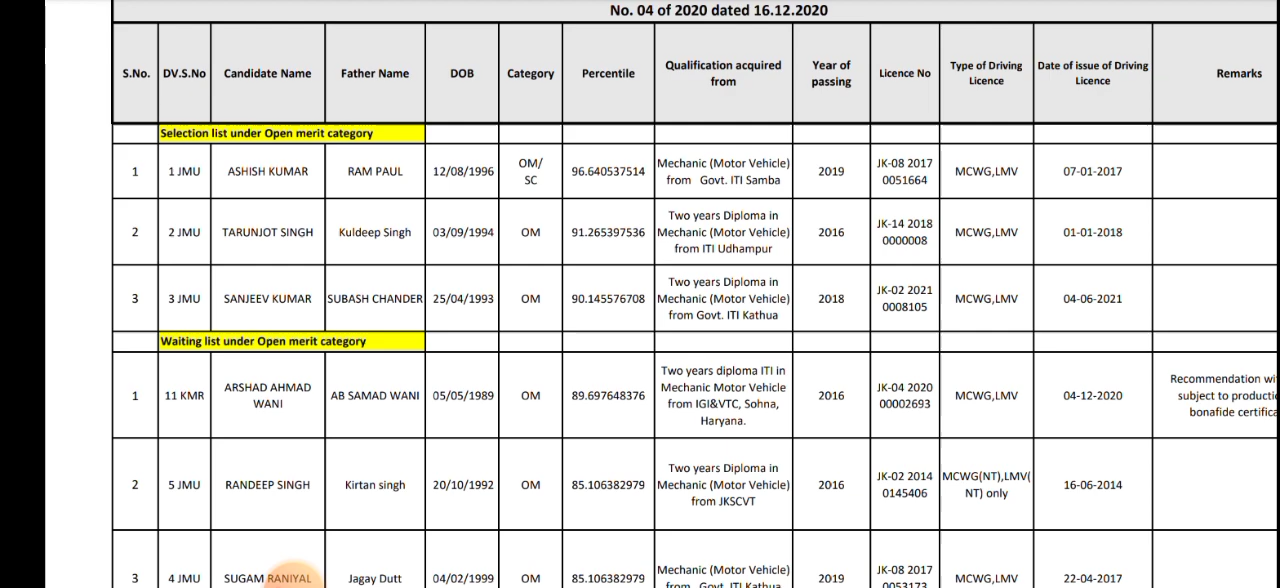 No. 04 of 2020 dated 16.12.2020
S.No. DV.S.No Candidate Name Father Name DOB Category Percentile Qualification acquired from Year of passing Licence No Type of Driving Licence Date of issue of Driving Licence Remarks
Selection list under Open merit category
1 1 JMU ASHISH KUMAR RAM PAUL 12/08/1996 OM/ SC 96.640537514 Mechanic (Motor Vehicle) from Govt. ITI Samba 2019 JK-08 2017 0051664 MCWG,LMV 07-01-2017
2 2 JMU TARUNJOT SINGH Kuldeep Singh 03/09/1994 OM 91.265397536 Two years Diploma in Mechanic (Motor Vehicle) from ITI Udhampur 2016 JK-14 2018 0000008 MCWG,LMV 01-01-2018
3 3 JMU SANJEEV KUMAR SUBASH CHANDER 25/04/1993 OM 90.145576708 Two years Diploma in Mechanic (Motor Vehicle) from Govt. ITI Kathua 2018 JK-02 2021 0008105 MCWG,LMV 04-06-2021
Waiting list under Open merit category
1 11 KMR ARSHAD AHMAD WANI AB SAMAD WANI 05/05/1989 OM 89.697648376 Two years diploma ITI in Mechanic Motor Vehicle from IGI&VTC, Sohna, Haryana. 2016 JK-04 2020 00002693 MCWG,LMV 04-12-2020 Recommendation wi subject to producti bonafide certifica
2 5 JMU RANDEEP SINGH Kirtan singh 20/10/1992 OM 85.106382979 Two years Diploma in Mechanic (Motor Vehicle) from JKSCVT 2016 JK-02 2014 0145406 MCWG(NT),LMV( NT) only 16-06-2014
3 4 JMU SUGAM RANIYAL Jagay Dutt 04/02/1999 OM 85.106382979 Mechanic (Motor Vehicle) from Govt. ITI Kathua 2019 JK-08 2017 0053173 MCWG,LMV 22-04-2017